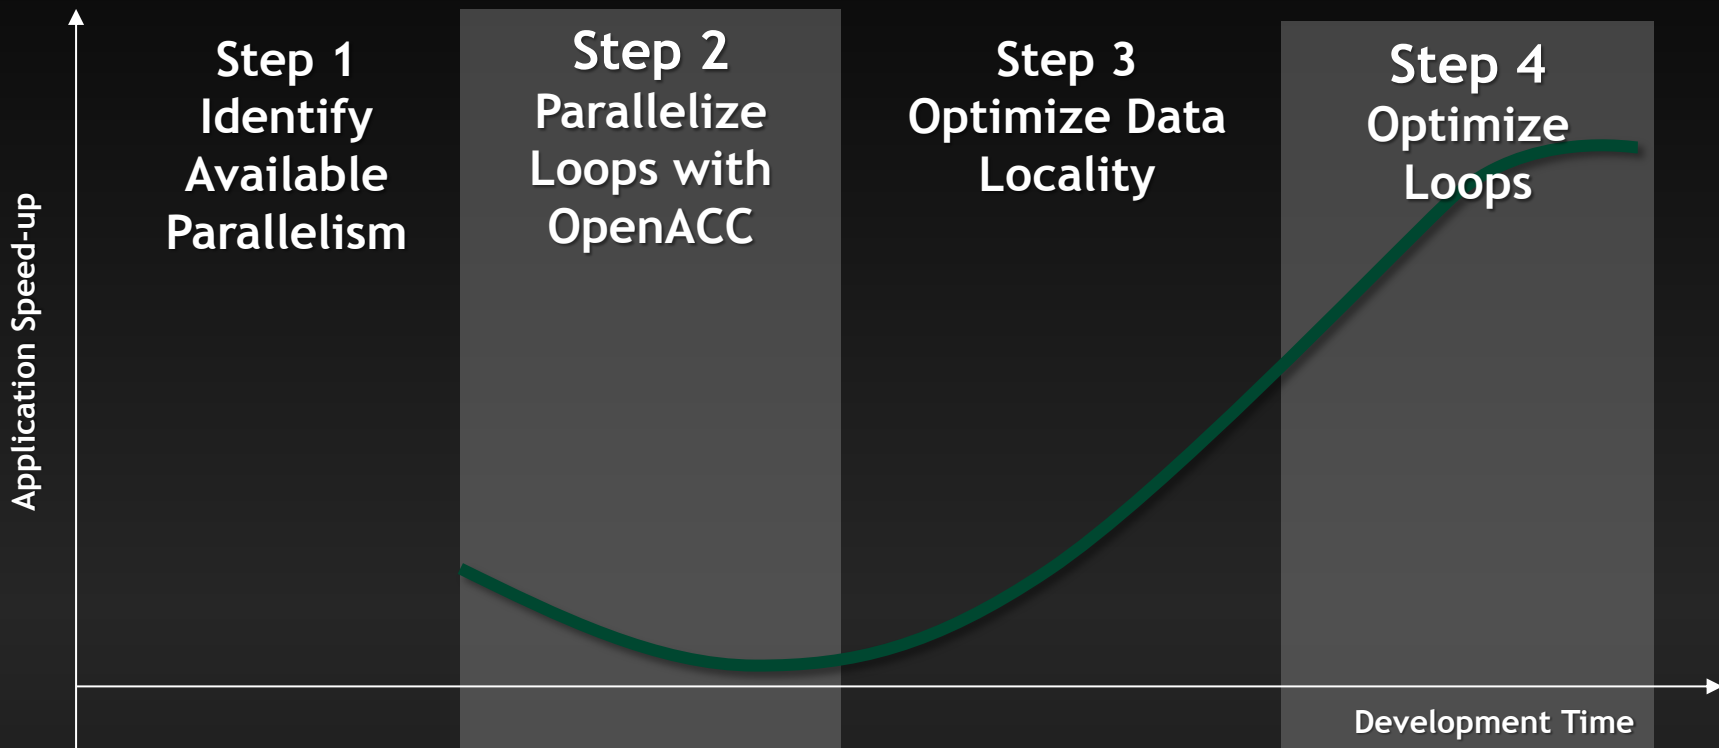 Step 1
Identify
Available
Parallelism
Step 2
Parallelize
Loops with
OpenACC
Step 3
Optimize Data
Locality
Step 4
Optimize
Loops
Application Speed-up
Development Time